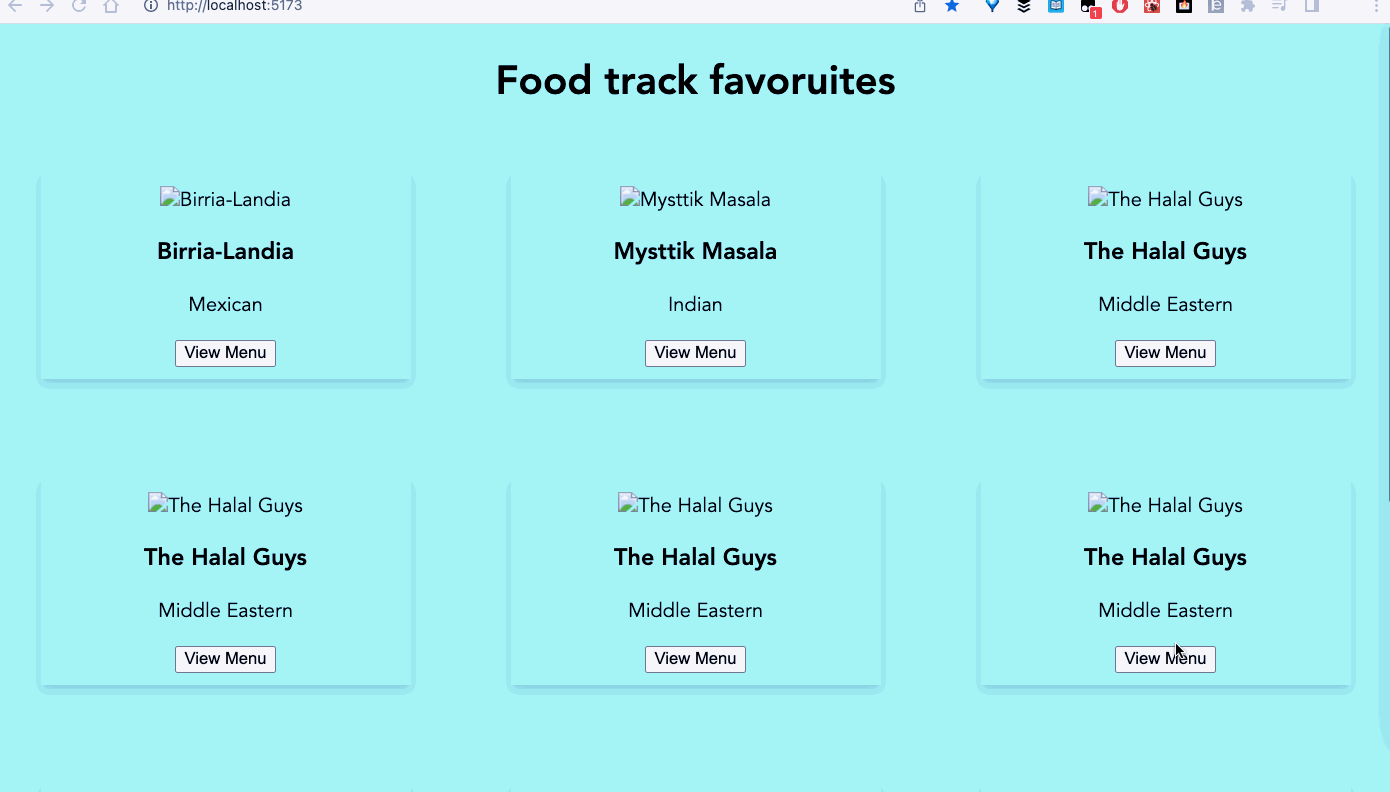 http://localhost:5173
1
Food track favoruites
Birria-Landia
Mysttik Masala
The Halal Guys
Birria-Landia
Mysttik Masala
The Halal Guys
Mexican
Indian
Middle Eastern
View Menu
View Menu
View Menu
The Halal Guys
The Halal Guys
The Halal Guys
The Halal Guys
The Halal Guys
The Halal Guys
Middle Eastern
Middle Eastern
Middle Eastern
View Menu
View Menu
View Menu